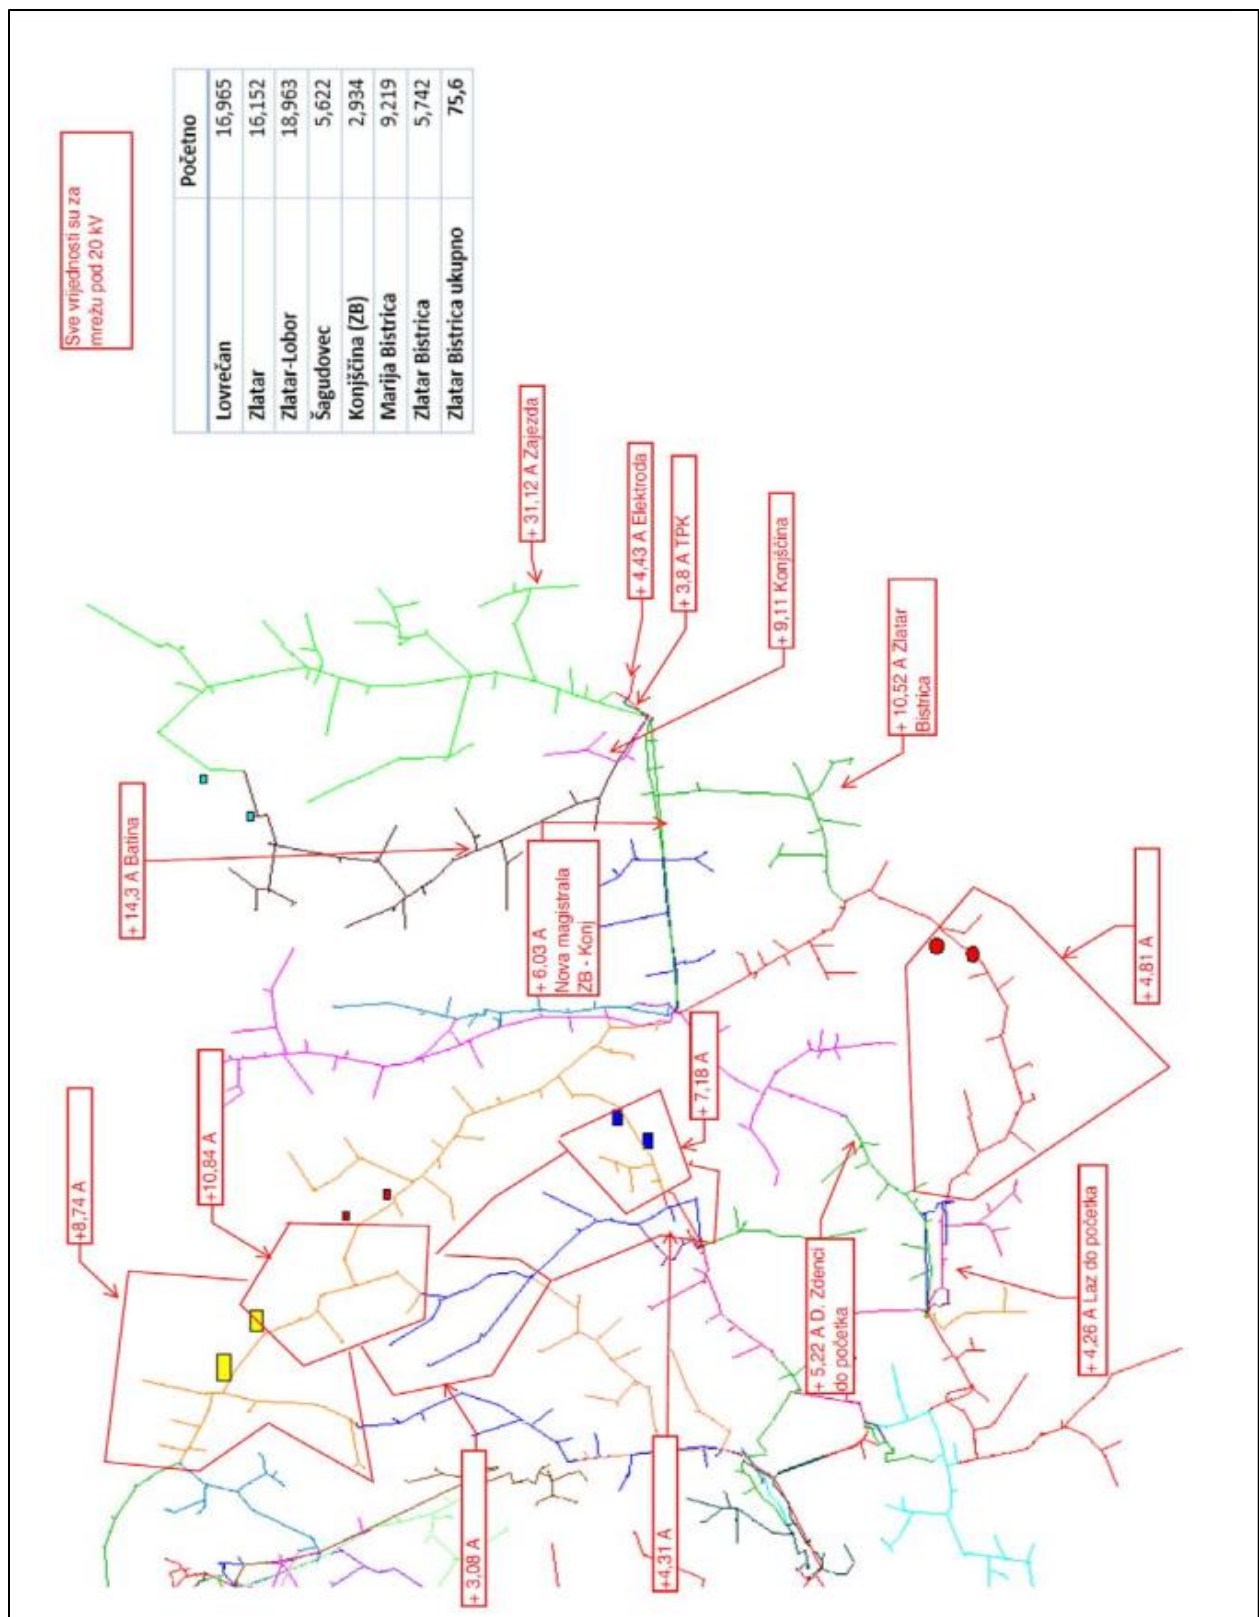 Sve vrijednosti su za
mrežu pod 20 kV
Početno
Lovrečan 16,965
Zlatar 16,152
Zlatar-Lobor 18,963
Šagudovec 5,622
Konjščina (ZB) 2,934
Marija Bistrica 9,219
Zlatar Bistrica 5,742
Zlatar Bistrica ukupno 75,6
+8,74 A
+10,84 A
+ 14,3 A Batina
+ 31,12 A Zajezda
+ 4,43 A Elektroda
+ 3,8 A TPK
+ 9,11 Konjščina
+ 10,52 A Zlatar
Bistrica
+ 6,03 A
Nova magistrala
ZB - Konj
+ 7,18 A
+ 4,81 A
+ 5,22 A D. Zdenci
do početka
+ 4,26 A Laz do početka
+ 3,08 A
+4,31 A